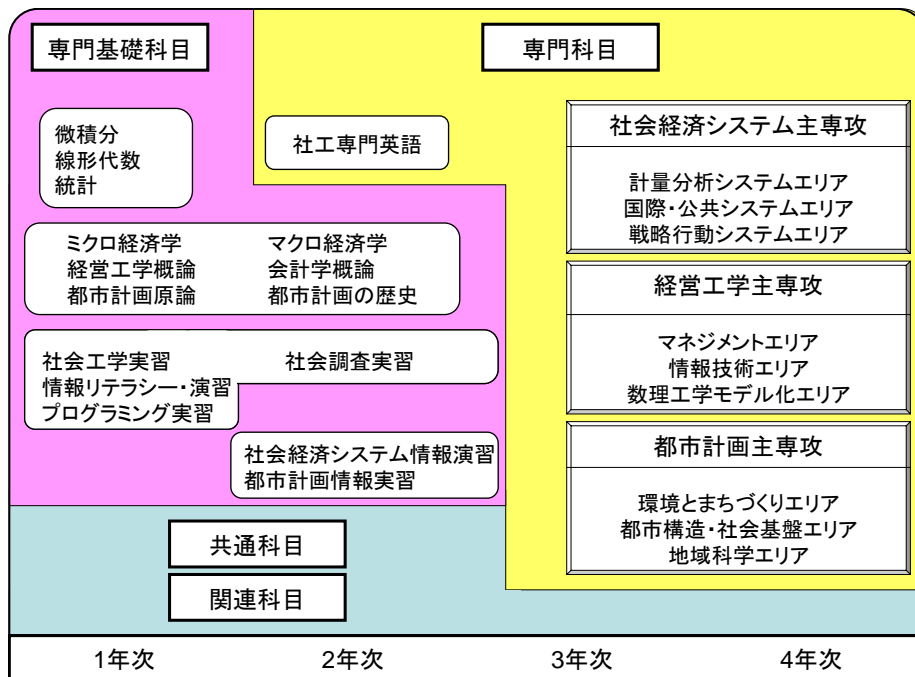 専門基礎科目
専門科目
微積分
線形代数
統計
社工専門英語
ミクロ経済学 マクロ経済学
経営工学概論 会計学概論
都市計画原論 都市計画の歴史
社会工学実習 社会調査実習
情報リテラシー・演習
プログラミング実習
社会経済システム情報演習
都市計画情報実習
社会経済システム主専攻
計量分析システムエリア
国際・公共システムエリア
戦略行動システムエリア
経営工学主専攻
マネジメントエリア
情報技術エリア
数理工学モデル化エリア
都市計画主専攻
環境とまちづくりエリア
都市構造・社会基盤エリア
地域科学エリア
共通科目
関連科目
1年次 2年次 3年次 4年次